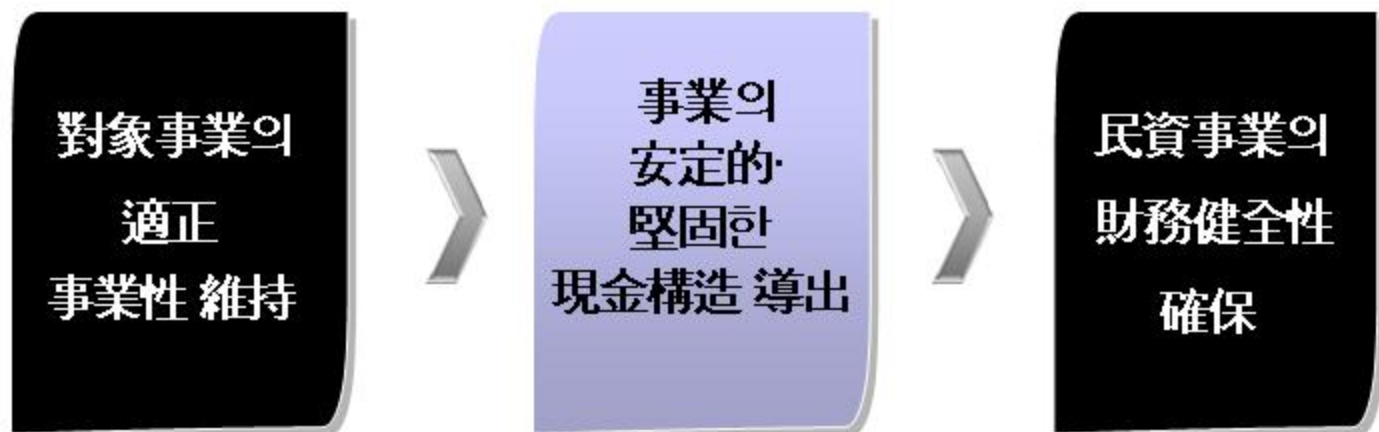 對象事業의
適正
事業性 維持
事業의
安定的·
堅固한
現金構造 導出
民資事業의
財務健全性
確保